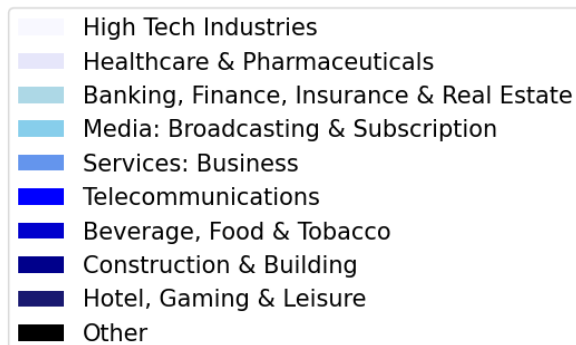 High Tech Industries
Healthcare & Pharmaceuticals
Banking, Finance, Insurance & Real Estate
Media: Broadcasting & Subscription
Services: Business
Telecommunications
Beverage, Food & Tobacco
Construction & Building
Hotel, Gaming & Leisure
Other